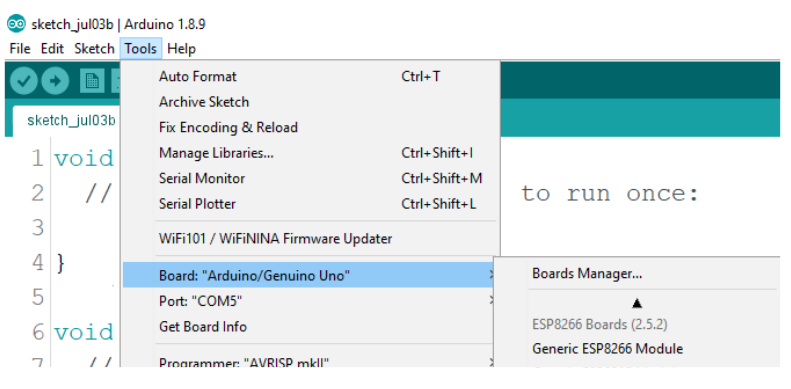 sketch_jul03b | Arduino 1.8.9
File Edit Sketch Tools Help
Auto Format Ctrl+T
Archive Sketch
sketch_jul03b
Fix Encoding & Reload
1 void
Manage Libraries... Ctrl+Shift+I
Serial Monitor Ctrl+Shift+M
2 // to run once:
Serial Plotter Ctrl+Shift+L
3
WiFi101 / WiFiNINA Firmware Updater
4 }
Board: "Arduino/Genuino Uno"
Boards Manager...
5
Port: "COM5"
Get Board Info
ESP8266 Boards (2.5.2)
6 void
Generic ESP8266 Module
7 //
Programmer: "AVRISP mkII"